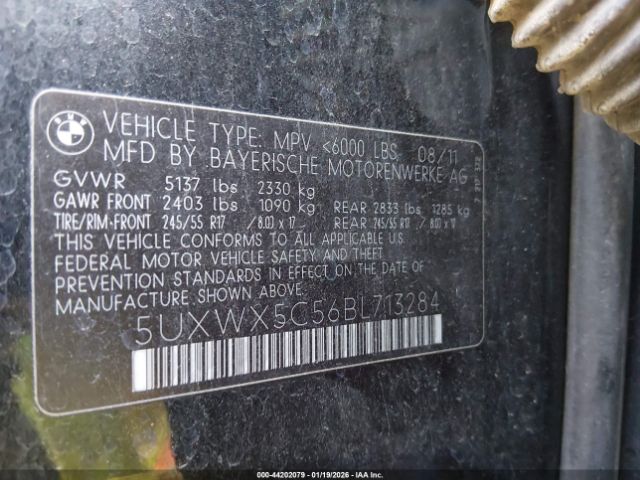 BMW
VEHICLE TYPE: MPV <6000 LBS 08/11
MFD BY BAYERISCHE MOTORENWERKE AG
GVWR 5137 lbs 2330 kg
GAWR FRONT 2403 lbs 1090 kg REAR 2833 lbs 1285 kg
TIRE/RIM-FRONT 245/55 R17 /8.0J x 17 REAR 245/55 R17 /8.0J x 17
THIS VEHICLE CONFORMS TO ALL APPLICABLE U.S.
FEDERAL MOTOR VEHICLE SAFETY AND THEFT
PREVENTION STANDARDS IN EFFECT ON DATE OF
MANUFACTURE SHOWN ABOVE.
5UXWX5C56BL713284
000-44202079 - 01/19/2026 - IAA Inc.